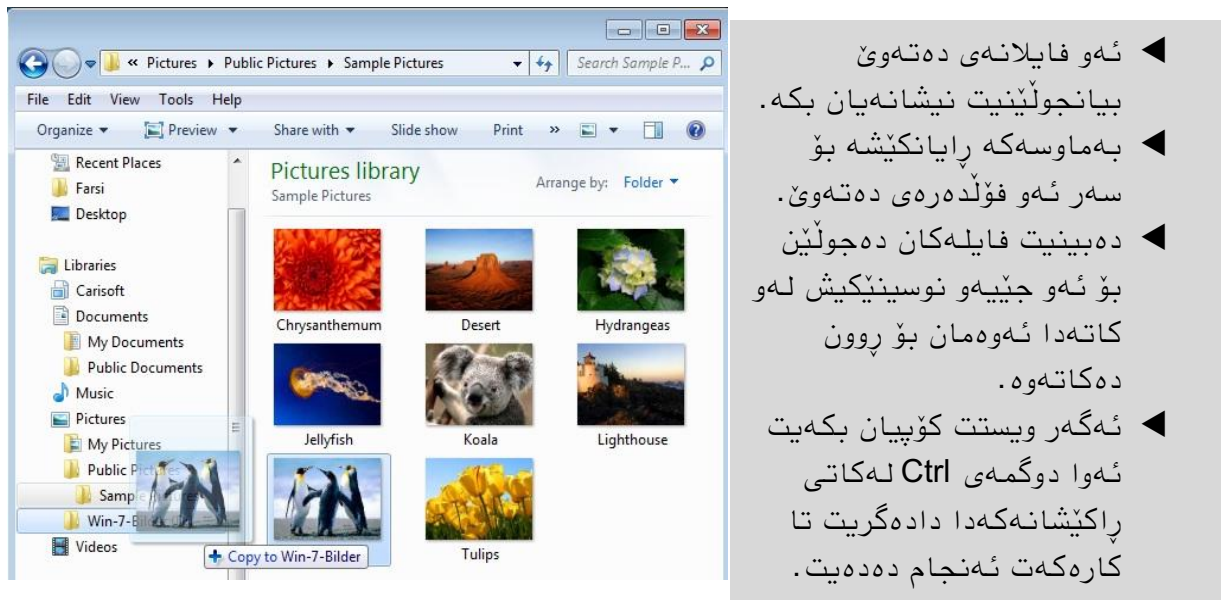 « Pictures ▸ Public Pictures ▸ Sample Pictures
Search Sample P...
File Edit View Tools Help
Organize Preview Share with Slide show Print »
Recent Places
Farsi
Desktop
Libraries
Carisoft
Documents
My Documents
Public Documents
Music
Pictures
My Pictures
Public
Win-7-
Videos
Pictures library
Sample Pictures
Arrange by: Folder
Chrysanthemum Desert Hydrangeas
Jellyfish Koala Lighthouse
Tulips
Copy to Win-7-Bilder
◀ ئەو فایلانەی دەتەوێ
بیانجوڵێنیت نیشانەیان بکە.
◀ بەماوسەکە ڕایانکێشە بۆ
سەر ئەو فۆڵدەرەی دەتەوێ.
◀ دەبینیت فایلەکان دەجوڵێن
بۆ ئەو جێیەو نوسینێکیش لەو
کاتەدا ئەوەمان بۆ ڕوون
دەکاتەوە.
◀ ئەگەر ویستت کۆپیان بکەیت
ئەوا دوگمەی Ctrl لەکاتی
ڕاکێشانەکەدا دادەگریت تا
کارەکەت ئەنجام دەدەیت.